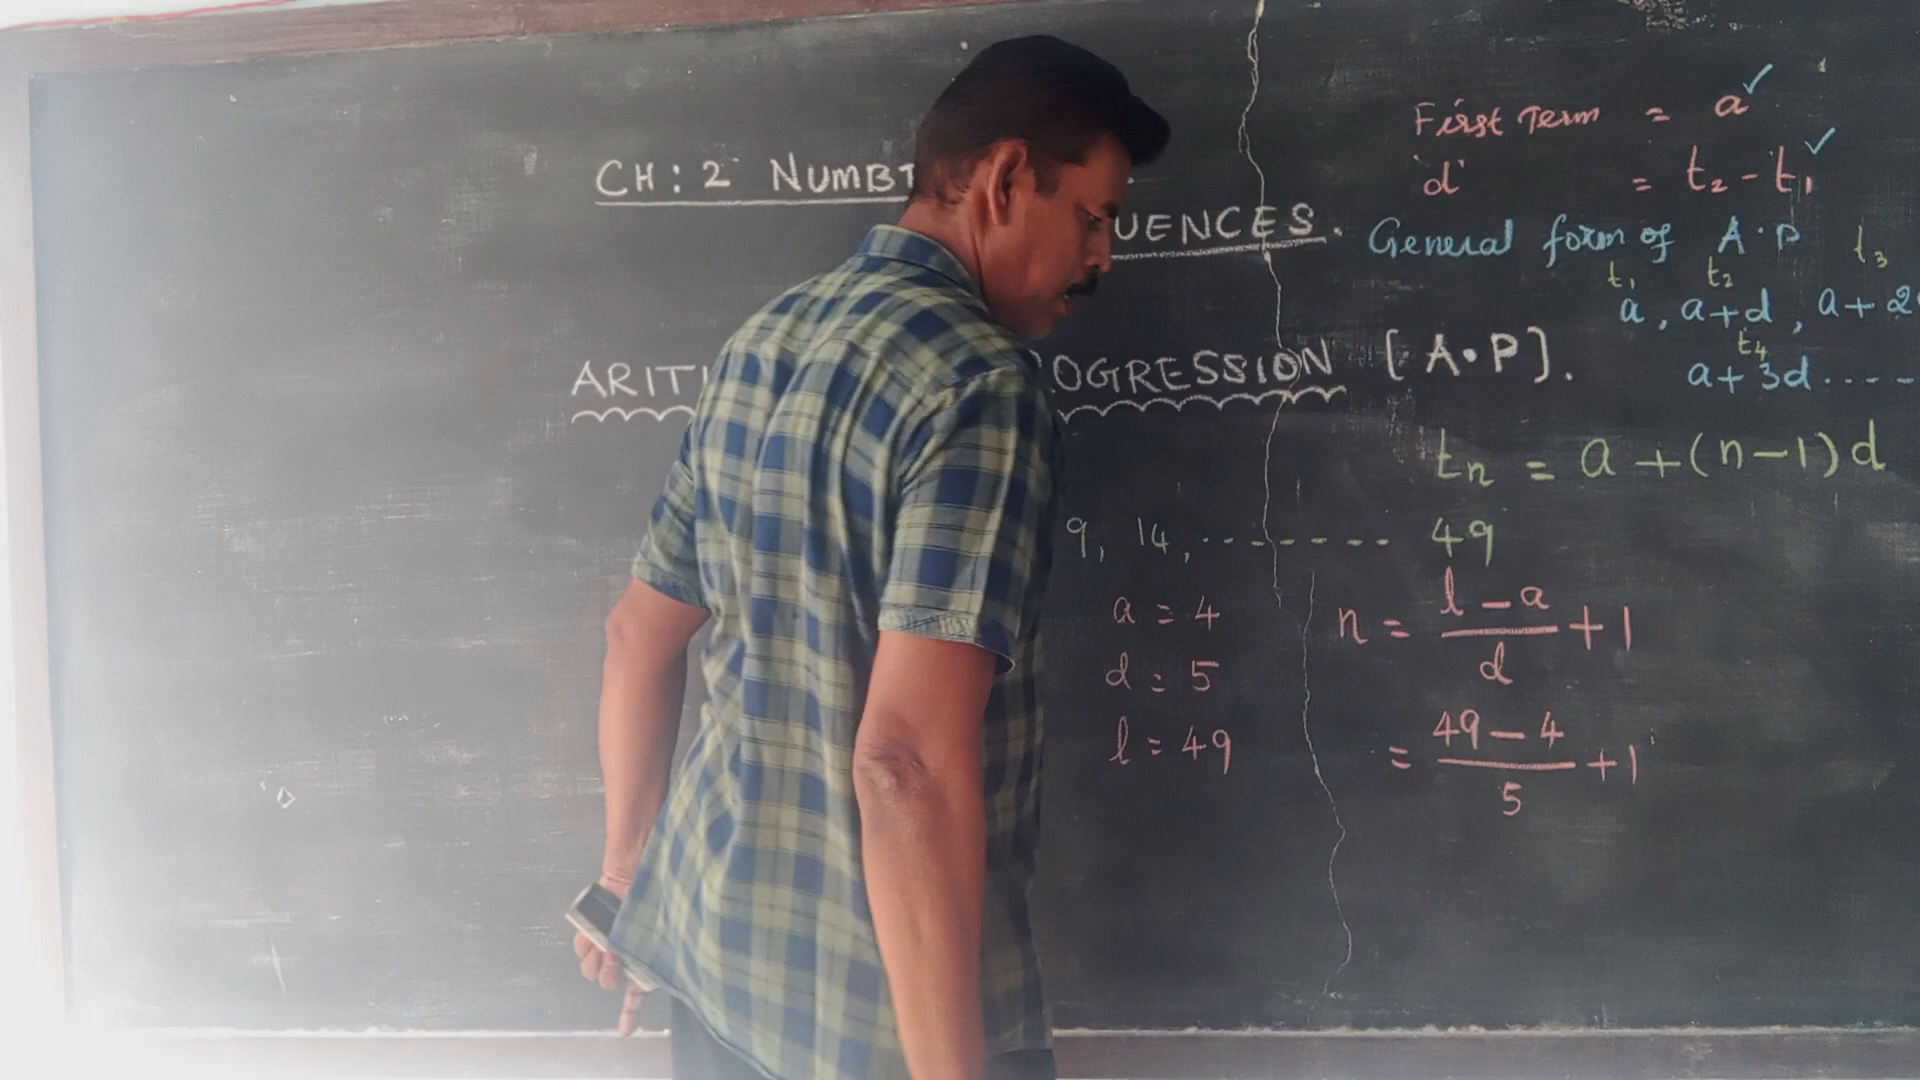 CH: 2 NUMB
UENCES.
ARIT OGRESSION [A.P].
First Term = a ✓
'd' = t₂ - t₁ ✓
General form of A.P
t₁ t₂ t₃
a, a+d, a+2
t₄
a+3d.....
tn = a+(n-1)d
9, 14, -------- 49
a = 4
d = 5
l = 49
n = (l-a)/d +1
= (49-4)/5 +1